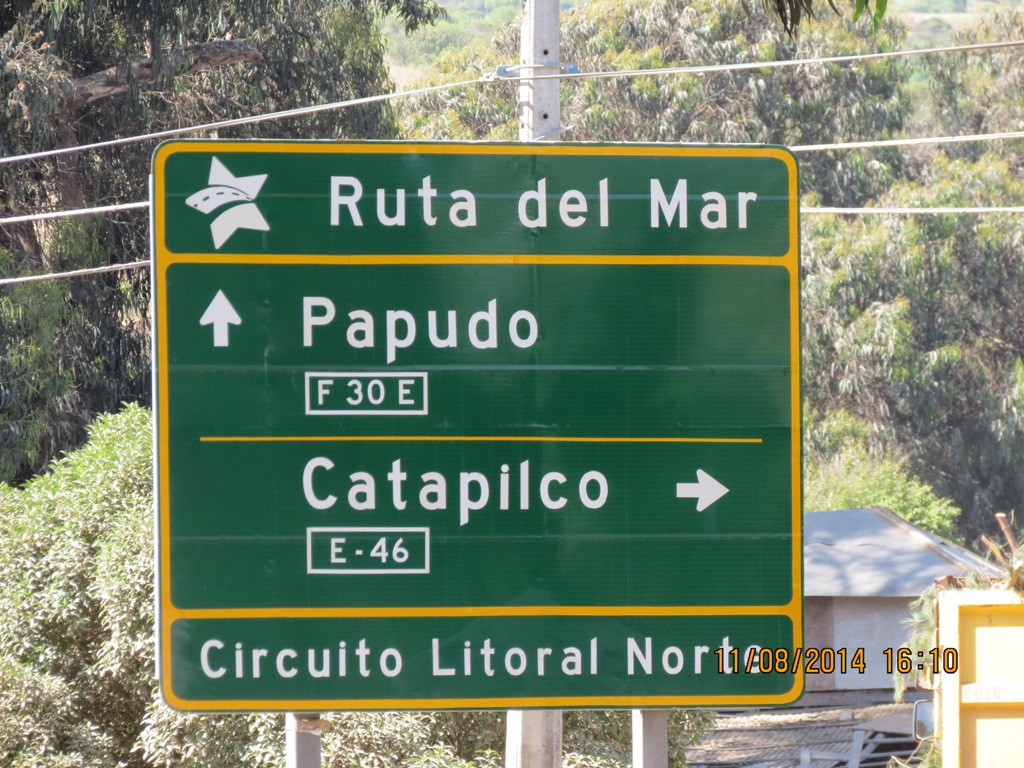 Ruta del Mar
Papudo
F 30 E
Catapilco
E-46
Circuito Litoral Norte
11/08/2014 16:10